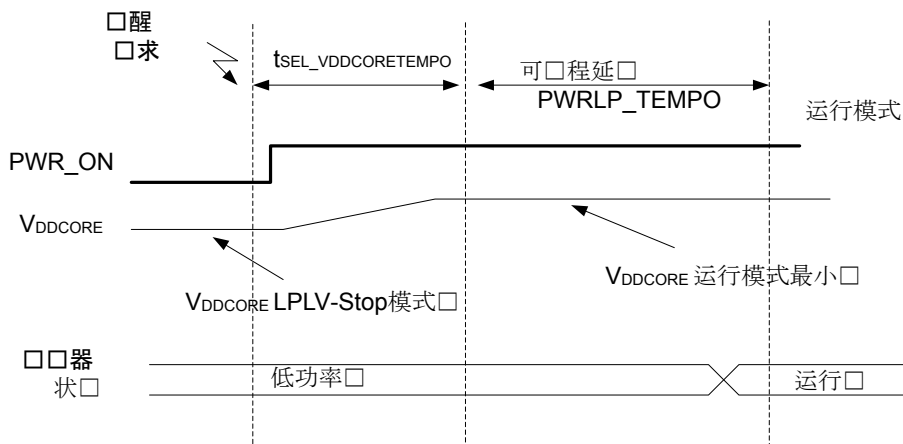 □醒
□求
tSEL_VDDCORETEMPO
可□程延□
PWRLP_TEMPO
运行模式
PWR_ON
VDDCORE
VDDCORE 运行模式最小□
VDDCORE LPLV-Stop模式□
□□器
状□
低功率□
运行□